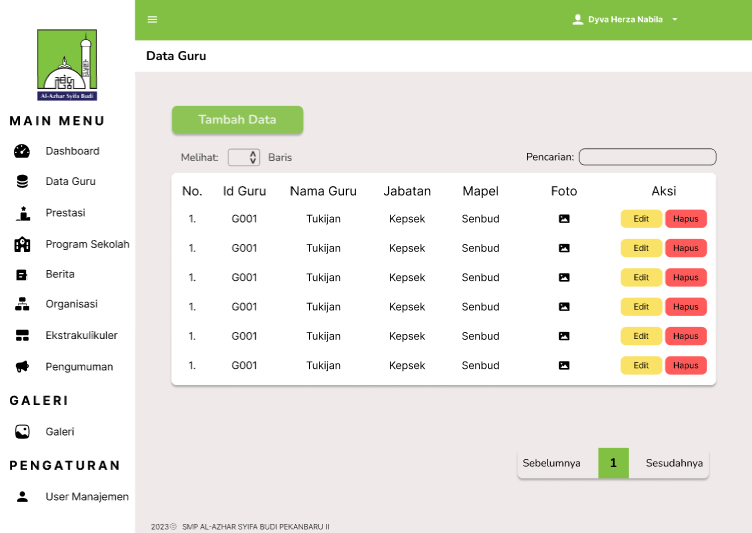 Dyva Herza Nabila
Data Guru
Al-Azhar Syifa Budi
MAIN MENU
Dashboard
Data Guru
Prestasi
Program Sekolah
Berita
Organisasi
Ekstrakulikuler
Pengumuman
GALERI
Galeri
PENGATURAN
User Manajemen
Tambah Data
Melihat: Baris
Pencarian:
No. Id Guru Nama Guru Jabatan Mapel Foto Aksi
1. G001 Tukijan Kepsek Senbud Edit Hapus
1. G001 Tukijan Kepsek Senbud Edit Hapus
1. G001 Tukijan Kepsek Senbud Edit Hapus
1. G001 Tukijan Kepsek Senbud Edit Hapus
1. G001 Tukijan Kepsek Senbud Edit Hapus
1. G001 Tukijan Kepsek Senbud Edit Hapus
Sebelumnya 1 Sesudahnya
2023© SMP AL-AZHAR SYIFA BUDI PEKANBARU II